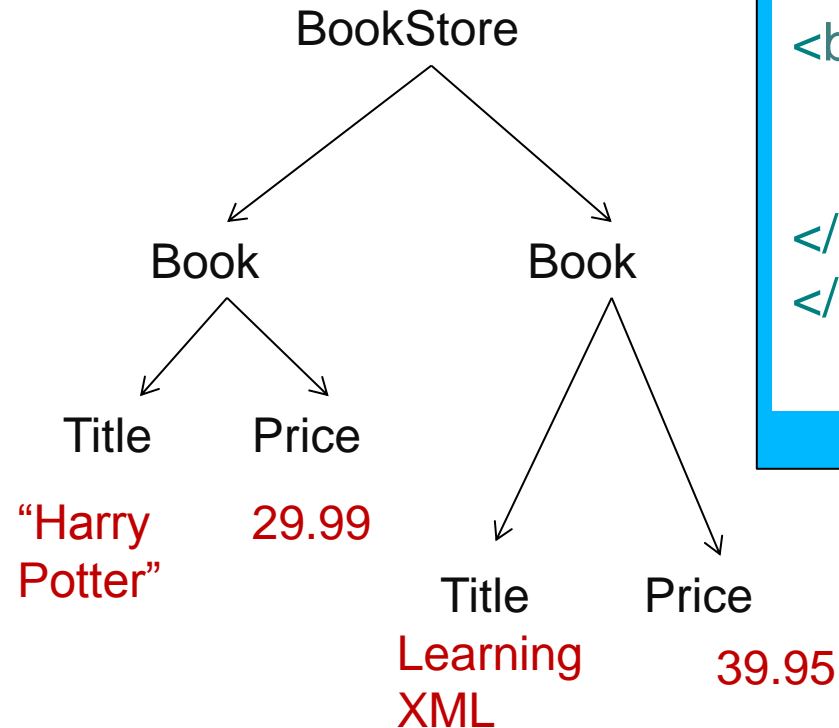 BookStore
<b
</
</
Book
Book
Title
Price
“Harry
Potter”
29.99
Title
Price
Learning
XML
39.95